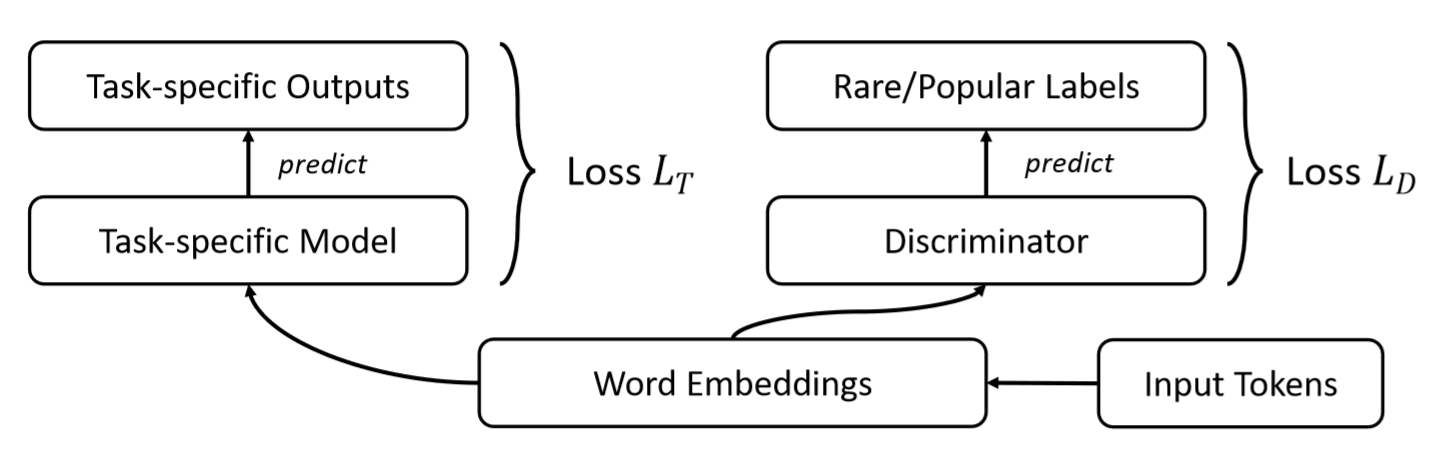 Task-specific Outputs
predict
Task-specific Model
Loss L_T
Rare/Popular Labels
predict
Discriminator
Loss L_D
Word Embeddings
Input Tokens